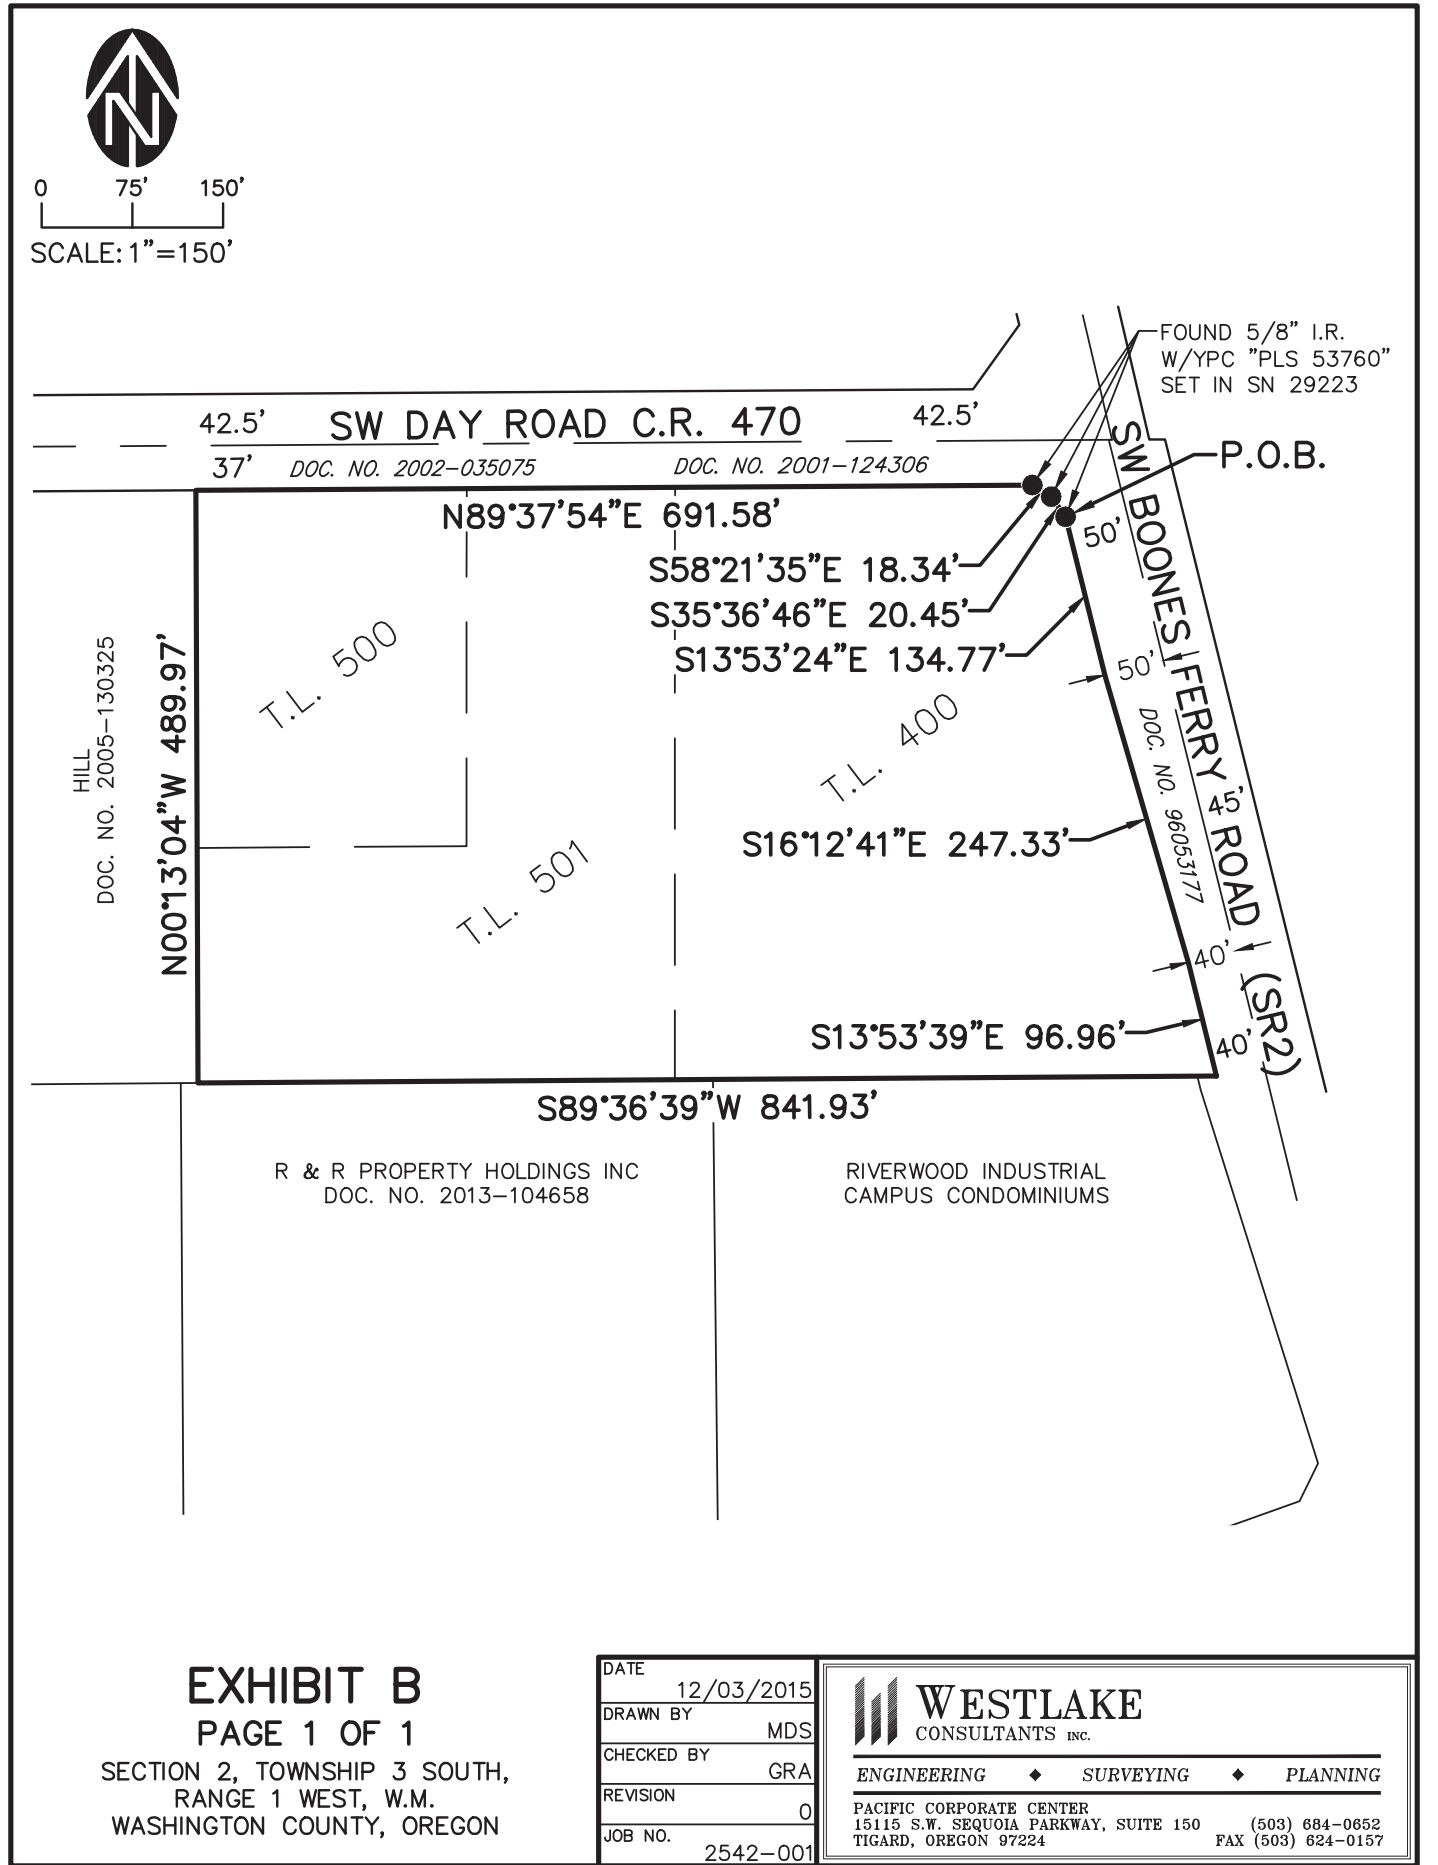 N
0 75' 150'
SCALE: 1"=150'
FOUND 5/8" I.R.
W/YPC "PLS 53760"
SET IN SN 29223
42.5' SW DAY ROAD C.R. 470 42.5'
37' DOC. NO. 2002-035075 DOC. NO. 2001-124306
P.O.B.
SW BOONES FERRY ROAD (SR2)
N89°37'54"E 691.58'
50'
S58°21'35"E 18.34'
S35°36'46"E 20.45'
S13°53'24"E 134.77'
50'
T.L. 500
HILL
DOC. NO. 2005-130325
N00°13'04"W 489.97'
T.L. 400
DOC. NO. 96053177
45'
S16°12'41"E 247.33'
T.L. 501
40'
S13°53'39"E 96.96'
40'
S89°36'39"W 841.93'
R & R PROPERTY HOLDINGS INC
DOC. NO. 2013-104658
RIVERWOOD INDUSTRIAL
CAMPUS CONDOMINIUMS
EXHIBIT B
PAGE 1 OF 1
SECTION 2, TOWNSHIP 3 SOUTH,
RANGE 1 WEST, W.M.
WASHINGTON COUNTY, OREGON
DATE
12/03/2015
DRAWN BY
MDS
CHECKED BY
GRA
REVISION
0
JOB NO.
2542-001
WESTLAKE
CONSULTANTS INC.
ENGINEERING ◆ SURVEYING ◆ PLANNING
PACIFIC CORPORATE CENTER
15115 S.W. SEQUOIA PARKWAY, SUITE 150 (503) 684-0652
TIGARD, OREGON 97224 FAX (503) 624-0157